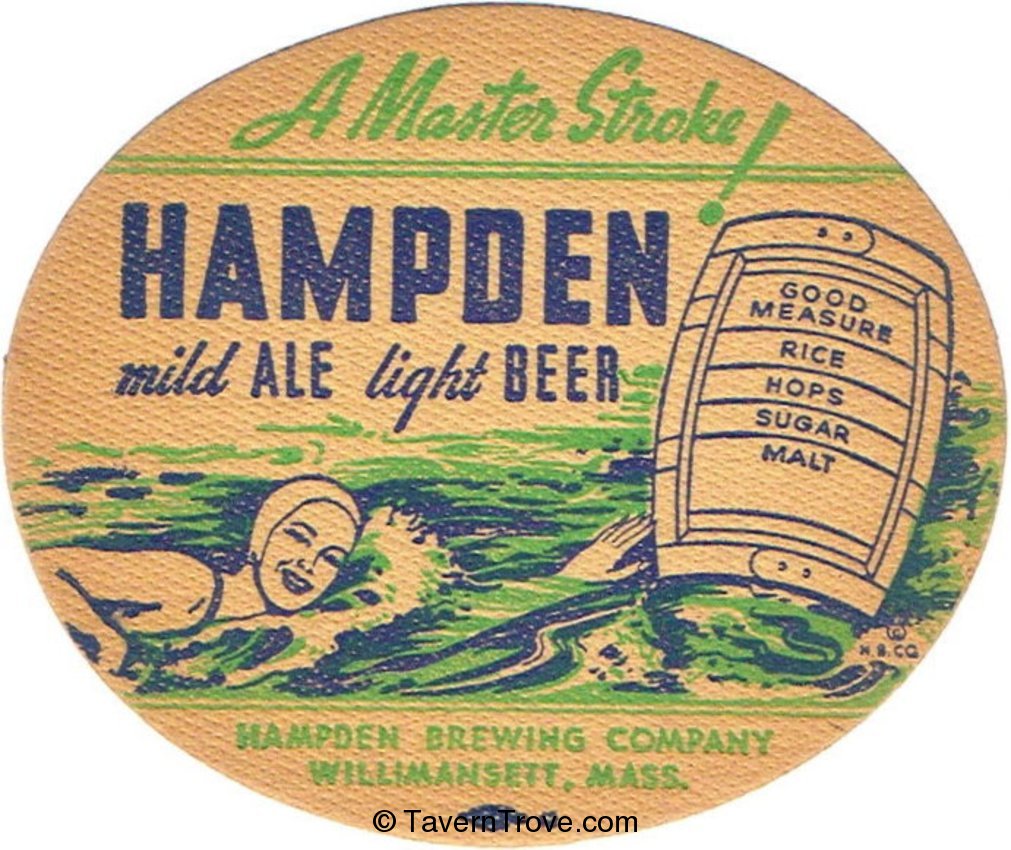 A Master Stroke!
HAMPDEN
mild ALE light BEER
GOOD
MEASURE
RICE
HOPS
SUGAR
MALT
© H. B. CO.
HAMPDEN BREWING COMPANY
WILLIMANSETT, MASS.
© TavernTrove.com